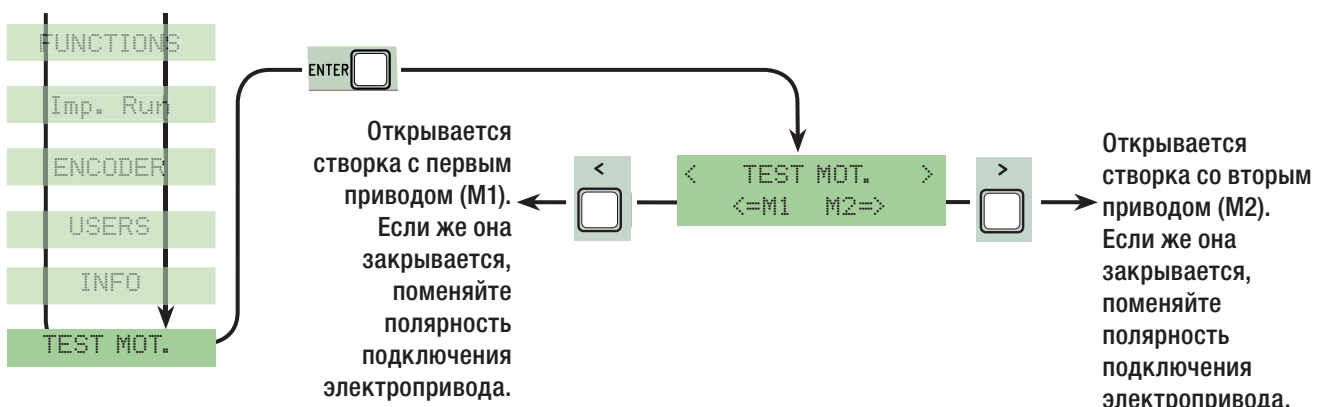 FUNCTIONS
Imp. Run
ENCODER
USERS
INFO
TEST MOT.
ENTER
Открывается
створка с первым
приводом (M1).
Если же она
закрывается,
поменяйте
полярность
подключения
электропривода.
<
< TEST MOT. >
<=M1 M2=>
>
Открывается
створка со вторым
приводом (M2).
Если же она
закрывается,
поменяйте
полярность
подключения
электропривода.